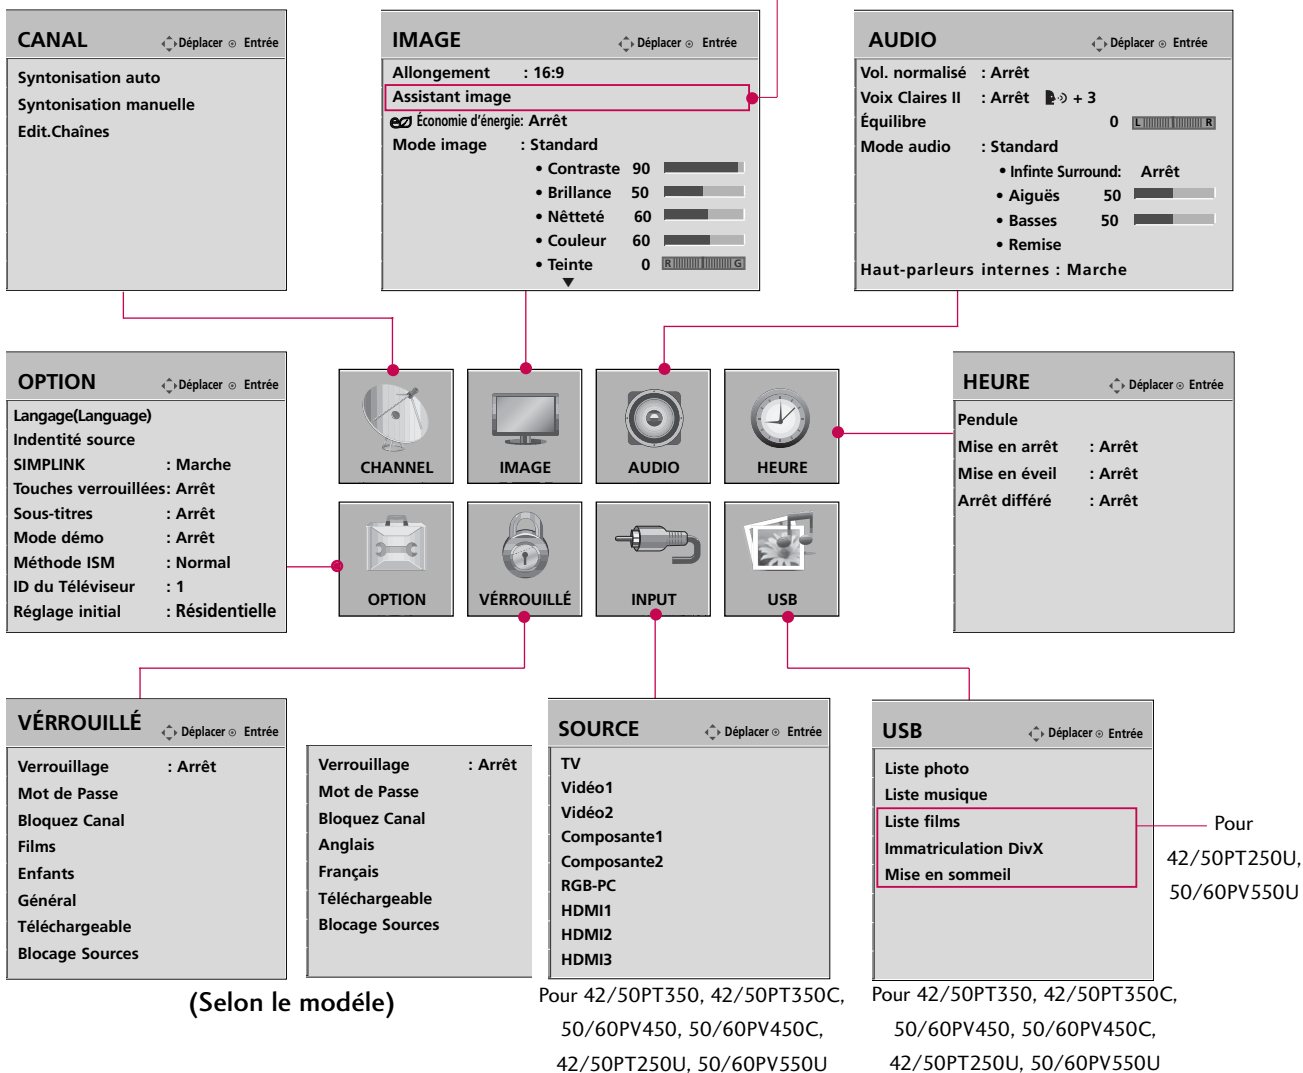 CANAL Déplacer Entrée
Syntonisation auto
Syntonisation manuelle
Edit.Chaînes
IMAGE Déplacer Entrée
Allongement : 16:9
Assistant image
Économie d'énergie: Arrêt
Mode image : Standard
• Contraste 90
• Brillance 50
• Nêtteté 60
• Couleur 60
• Teinte 0 R G
AUDIO Déplacer Entrée
Vol. normalisé : Arrêt
Voix Claires II : Arrêt + 3
Équilibre 0 L R
Mode audio : Standard
• Infinte Surround: Arrêt
• Aiguës 50
• Basses 50
• Remise
Haut-parleurs internes : Marche
OPTION Déplacer Entrée
Langage(Language)
Indentité source
SIMPLINK : Marche
Touches verrouillées: Arrêt
Sous-titres : Arrêt
Mode démo : Arrêt
Méthode ISM : Normal
ID du Téléviseur : 1
Réglage initial : Résidentielle
CHANNEL
IMAGE
AUDIO
HEURE
OPTION
VÉRROUILLÉ
INPUT
USB
HEURE Déplacer Entrée
Pendule
Mise en arrêt : Arrêt
Mise en éveil : Arrêt
Arrêt différé : Arrêt
VÉRROUILLÉ Déplacer Entrée
Verrouillage : Arrêt
Mot de Passe
Bloquez Canal
Films
Enfants
Général
Téléchargeable
Blocage Sources
Verrouillage : Arrêt
Mot de Passe
Bloquez Canal
Anglais
Français
Téléchargeable
Blocage Sources
(Selon le modéle)
SOURCE Déplacer Entrée
TV
Vidéo1
Vidéo2
Composante1
Composante2
RGB-PC
HDMI1
HDMI2
HDMI3
Pour 42/50PT350, 42/50PT350C,
50/60PV450, 50/60PV450C,
42/50PT250U, 50/60PV550U
USB Déplacer Entrée
Liste photo
Liste musique
Liste films
Immatriculation DivX
Mise en sommeil
Pour
42/50PT250U,
50/60PV550U
Pour 42/50PT350, 42/50PT350C,
50/60PV450, 50/60PV450C,
42/50PT250U, 50/60PV550U